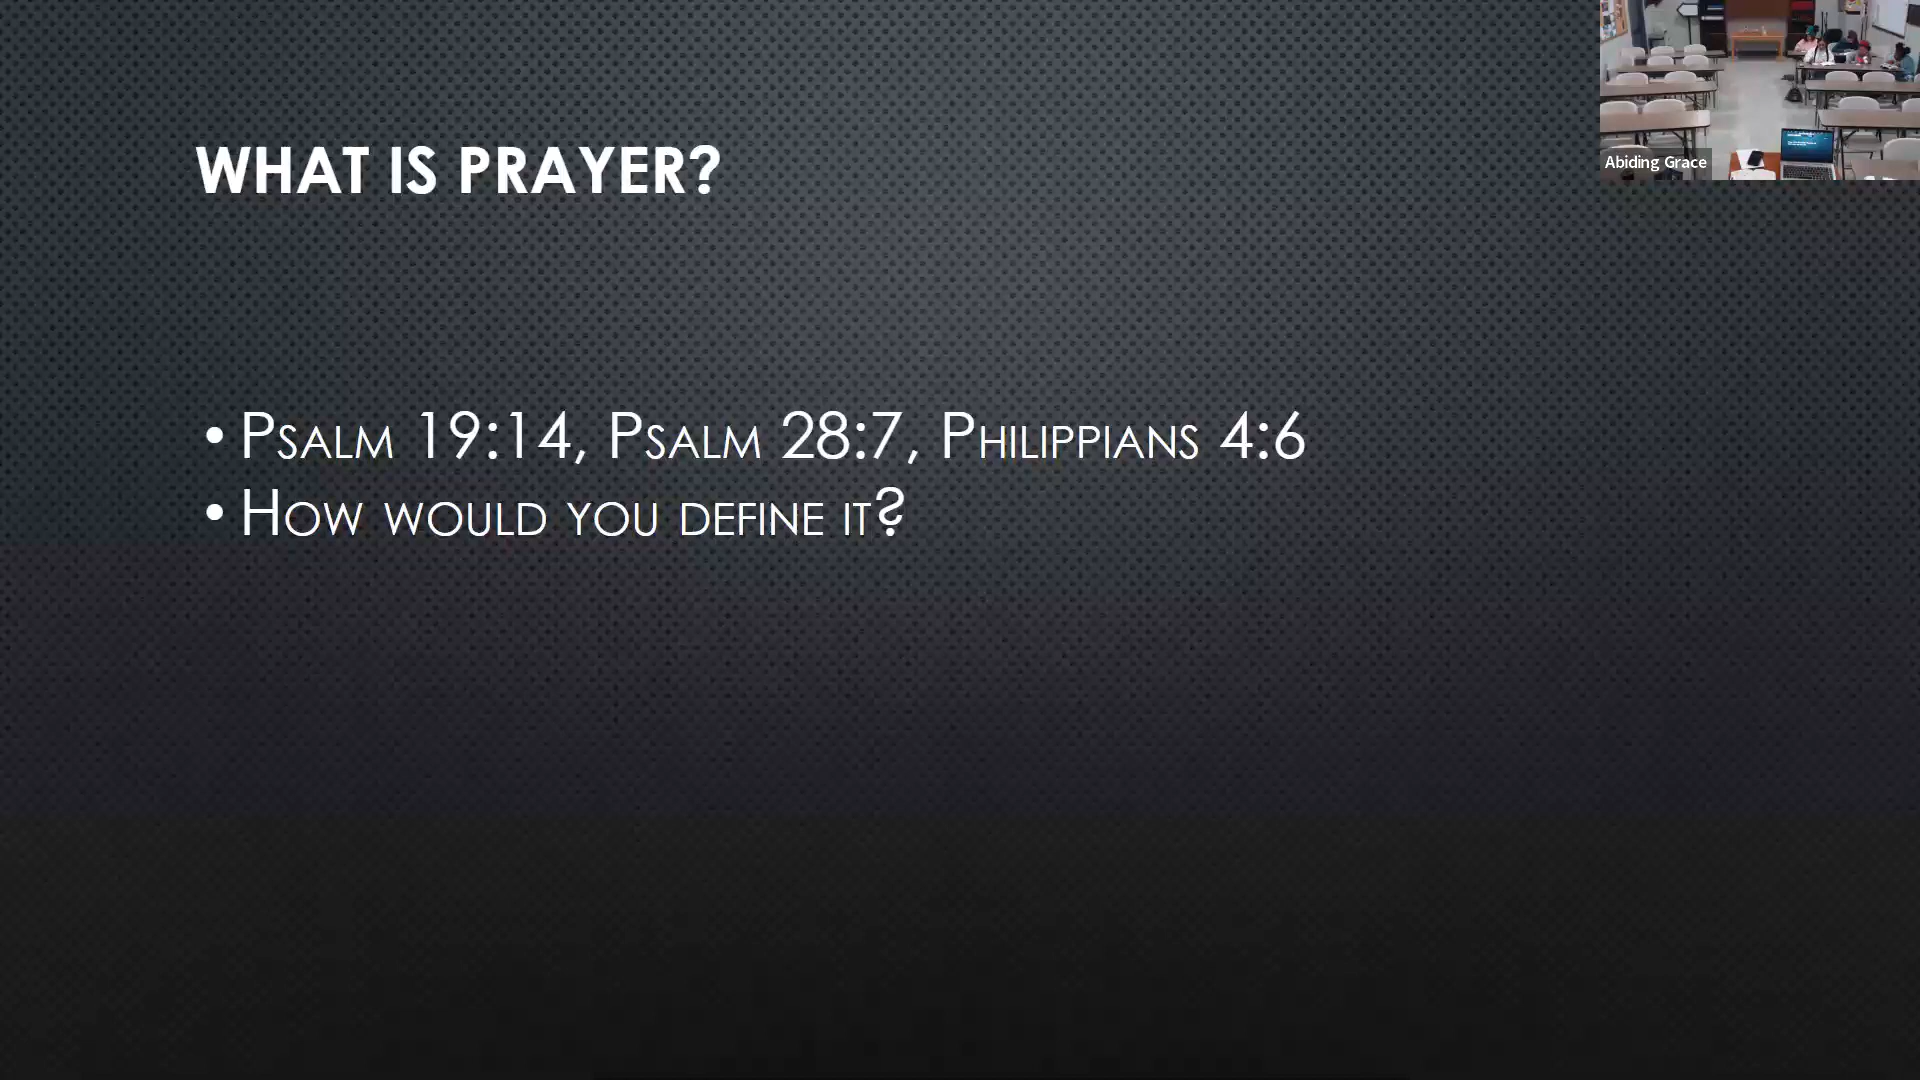 WHAT IS PRAYER?
• PSALM 19:14, PSALM 28:7, PHILIPPIANS 4:6
• HOW WOULD YOU DEFINE IT?
Abiding Grace